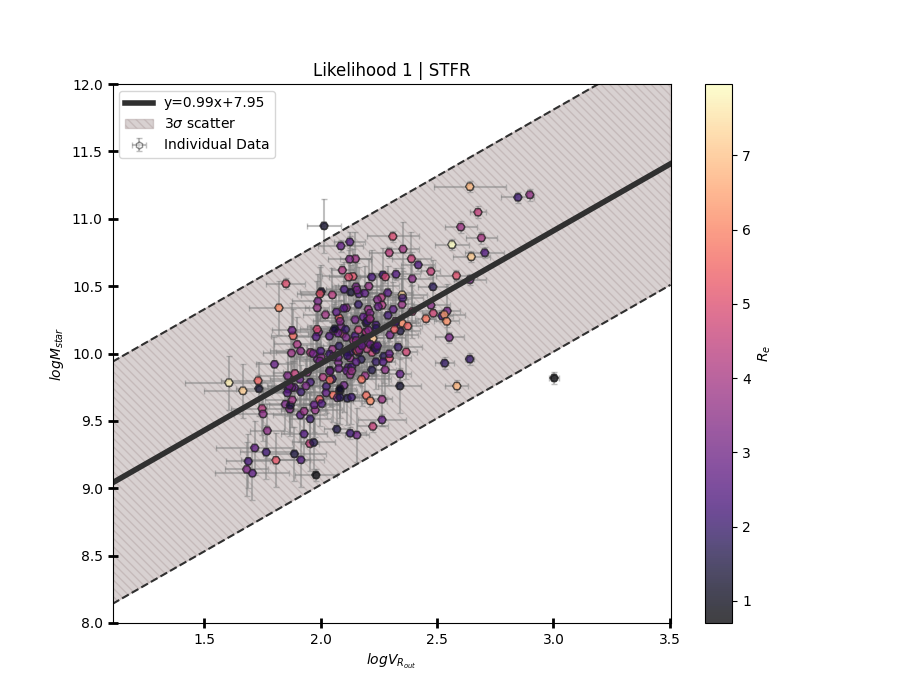 Likelihood 1 | STFR
y=0.99x+7.95
3σ scatter
Individual Data
12.0
11.5
11.0
10.5
10.0
9.5
9.0
8.5
8.0
logM_star
1.5 2.0 2.5 3.0 3.5
logV_{R_out}
7
6
5
4
3
2
1
R_e